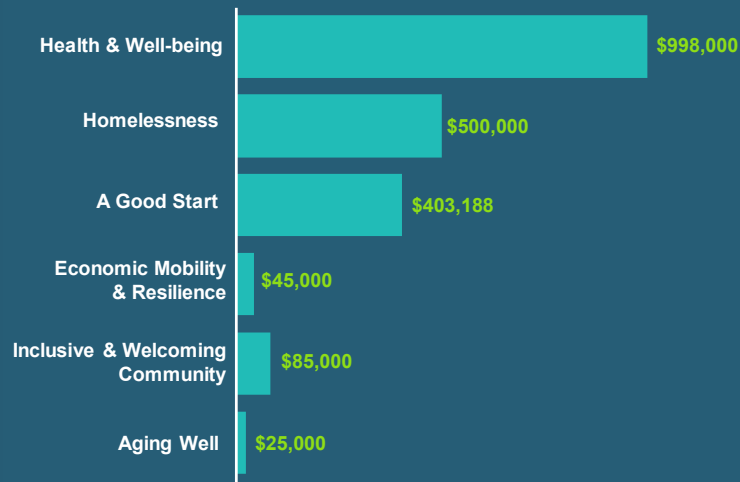 Health & Well-being
$998,000
Homelessness
$500,000
A Good Start
$403,188
Economic Mobility
& Resilience
$45,000
Inclusive & Welcoming
Community
$85,000
Aging Well
$25,000